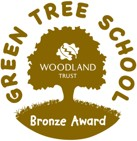 GREEN TREE SCHOOL
WOODLAND
TRUST
Bronze Award